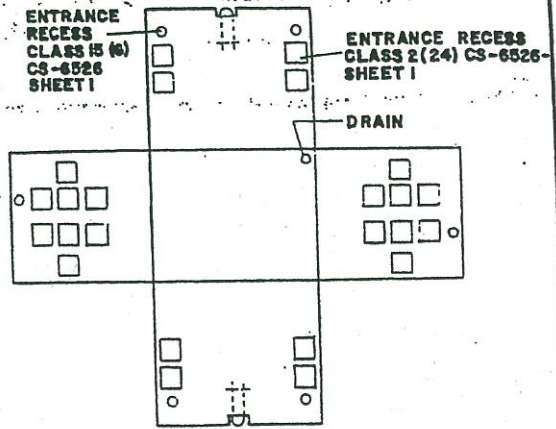 ENTRANCE
RECESS
CLASS 15 (6)
CS-6526
SHEET 1
ENTRANCE RECESS
CLASS 2(24) CS-6526-
SHEET 1
DRAIN